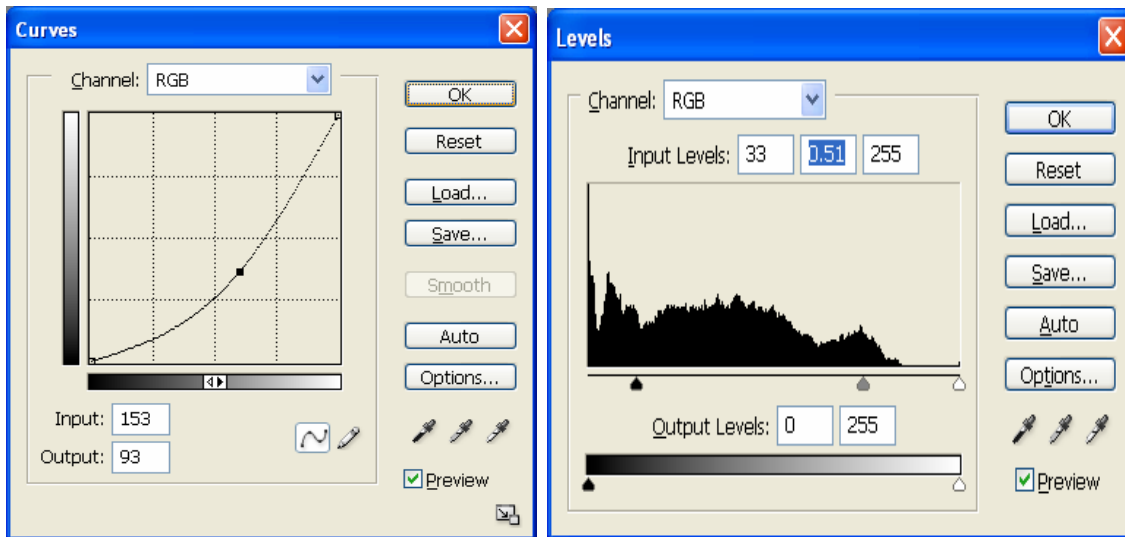 Curves
Channel: RGB
OK
Reset
Load...
Save...
Smooth
Auto
Options...
Input: 153
Output: 93
Preview
Levels
Channel: RGB
Input Levels: 33 0.51 255
OK
Reset
Load...
Save...
Auto
Options...
Output Levels: 0 255
Preview